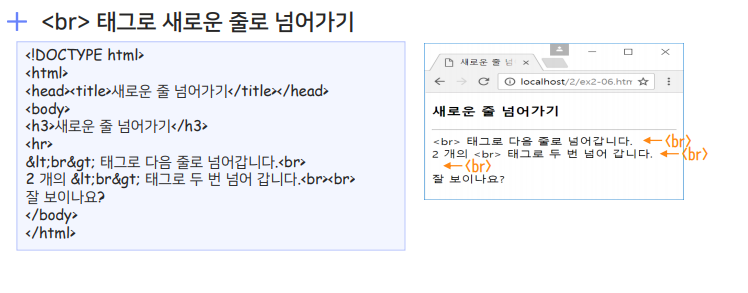 <br> 태그로 새로운 줄로 넘어가기
<!DOCTYPE html>
<html>
<head><title>새로운 줄 넘어가기</title></head>
<body>
<h3>새로운 줄 넘어가기</h3>
<hr>
&lt;br&gt; 태그로 다음 줄로 넘어갑니다.<br>
2 개의 &lt;br&gt; 태그로 두 번 넘어 갑니다.<br><br>
잘 보이나요?
</body>
</html>
새로운 줄 넘
localhost/2/ex2-06.htm
새로운 줄 넘어가기
<br> 태그로 다음 줄로 넘어갑니다. <br>
2 개의 <br> 태그로 두 번 넘어 갑니다. <br>
<br>
잘 보이나요?